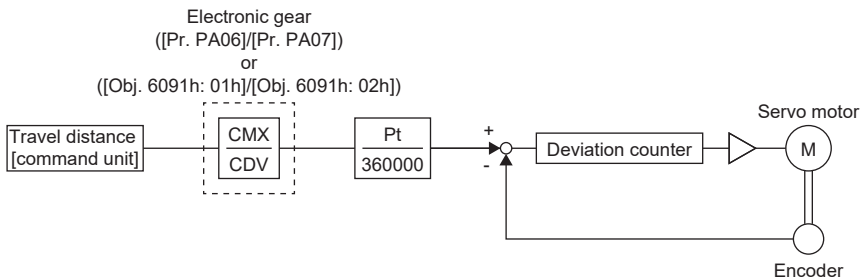 Electronic gear
([Pr. PA06]/[Pr. PA07])
or
([Obj. 6091h: 01h]/[Obj. 6091h: 02h])
Servo motor
Travel distance
[command unit]
CMX
CDV
Pt
360000
+
-
Deviation counter
M
Encoder